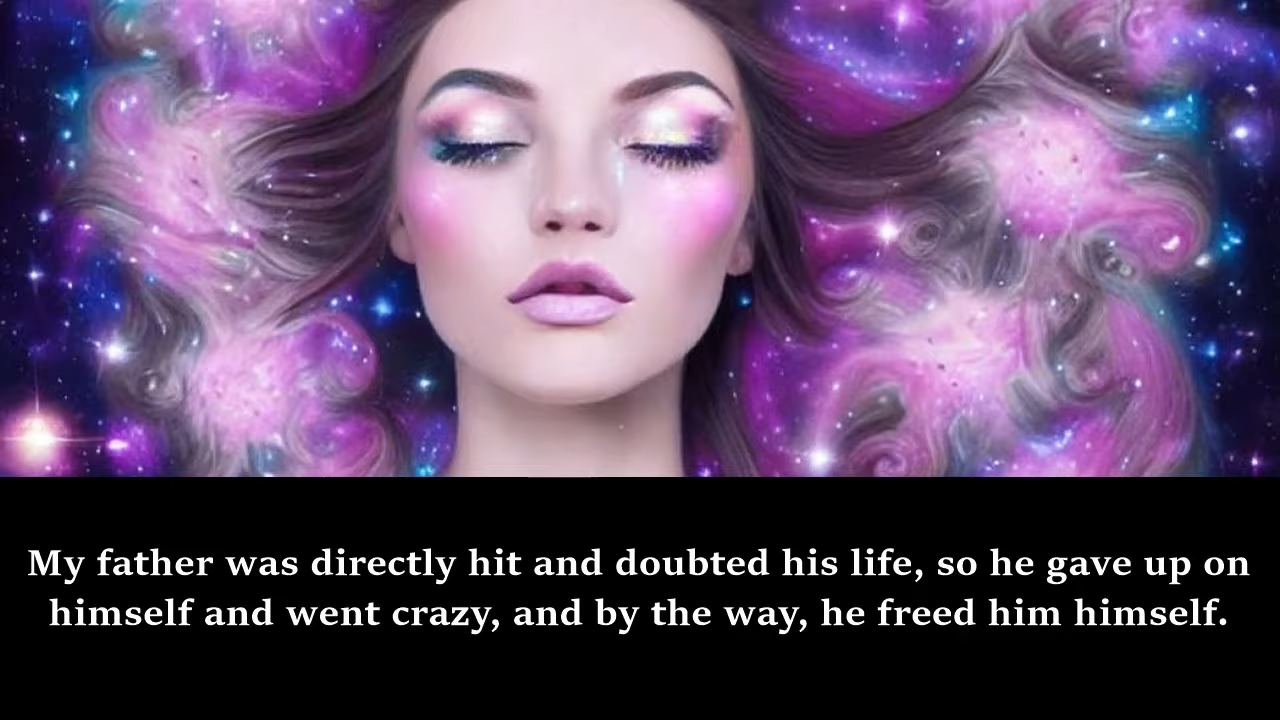 My father was directly hit and doubted his life, so he gave up on
himself and went crazy, and by the way, he freed him himself.